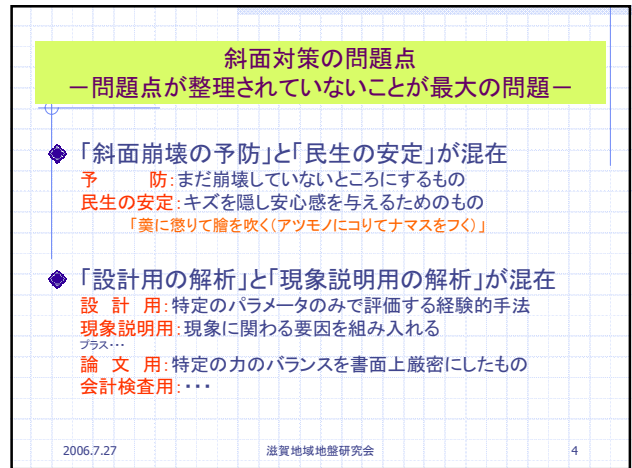 斜面対策の問題点
－問題点が整理されていないことが最大の問題－
「斜面崩壊の予防」と「民生の安定」が混在
予　　防:まだ崩壊していないところにするもの
民生の安定:キズを隠し安心感を与えるためのもの
「羹に懲りて膾を吹く(アツモノにコリてナマスをフく)」
「設計用の解析」と「現象説明用の解析」が混在
設　計　用:特定のパラメータのみで評価する経験的手法
現象説明用:現象に関わる要因を組み入れる
プラス・・・
論　文　用:特定の力のバランスを書面上厳密にしたもの
会計検査用:・・・
2006.7.27　滋賀地域地盤研究会　4